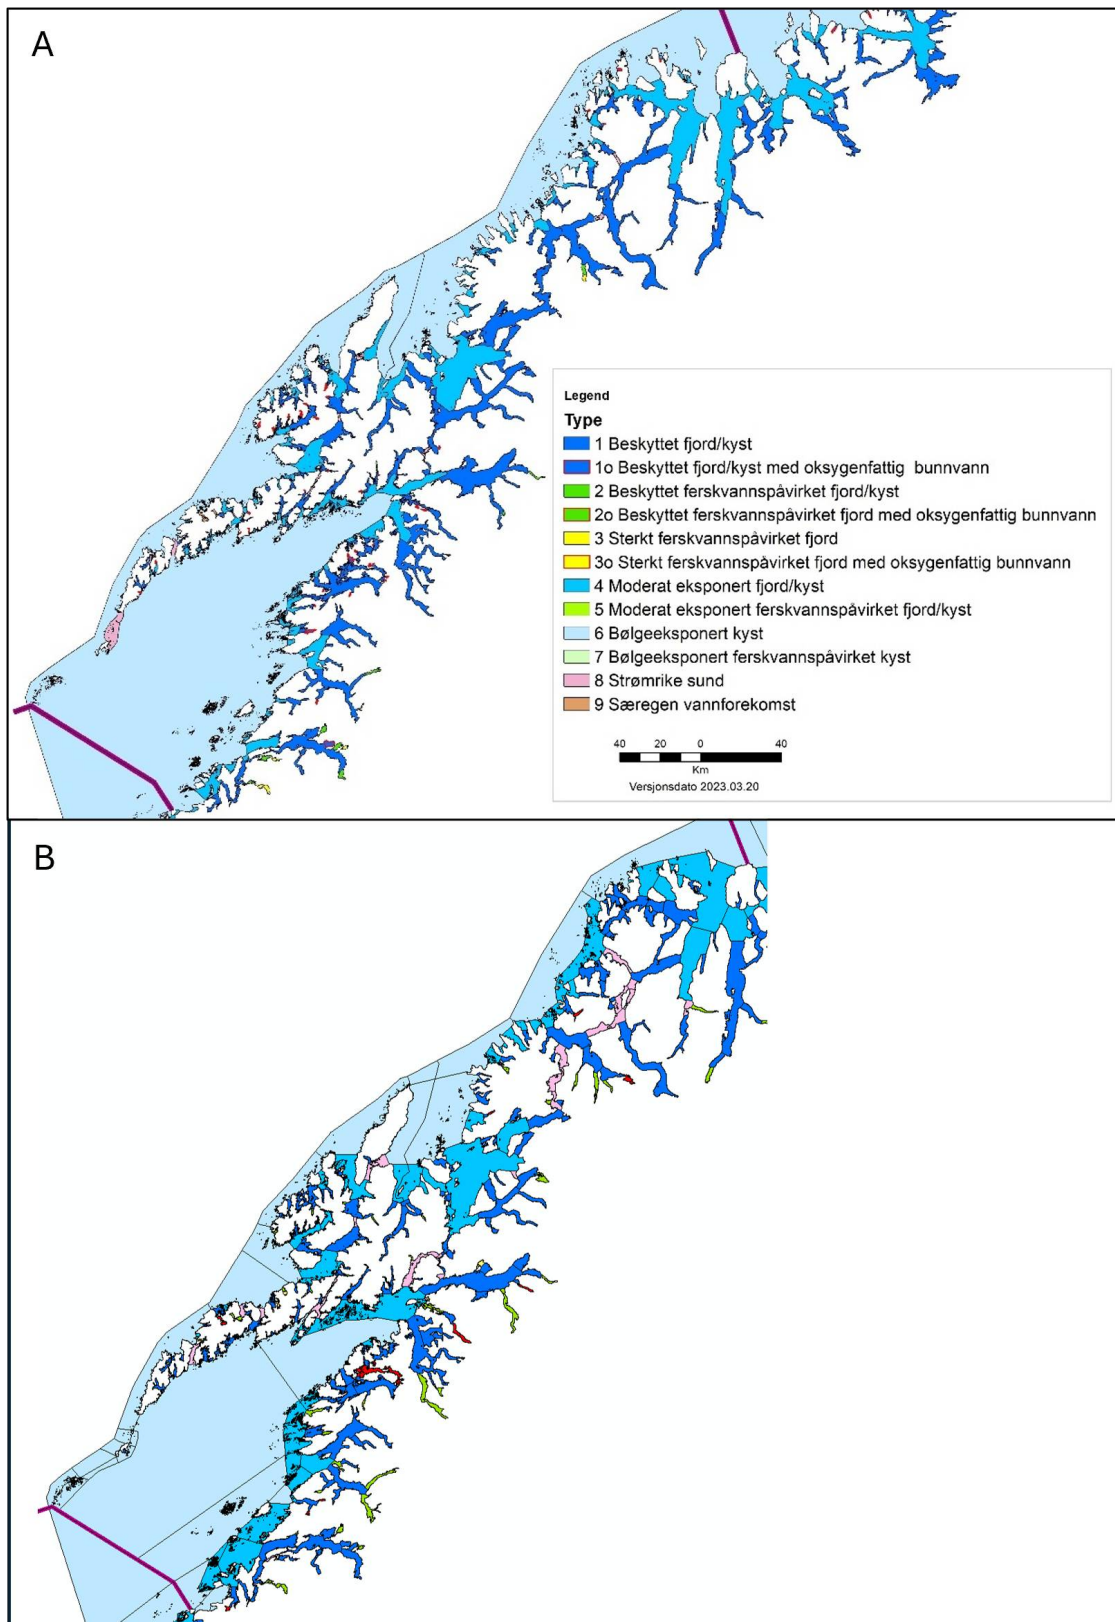 A
Legend
Type
1 Beskyttet fjord/kyst
1o Beskyttet fjord/kyst med oksygenfattig bunnvann
2 Beskyttet ferskvannspåvirket fjord/kyst
2o Beskyttet ferskvannspåvirket fjord med oksygenfattig bunnvann
3 Sterkt ferskvannspåvirket fjord
3o Sterkt ferskvannspåvirket fjord med oksygenfattig bunnvann
4 Moderat eksponert fjord/kyst
5 Moderat eksponert ferskvannspåvirket fjord/kyst
6 Bølgeeksponert kyst
7 Bølgeeksponert ferskvannspåvirket kyst
8 Strømrike sund
9 Særegen vannforekomst
40 20 0 40
Km
Versjonsdato 2023.03.20
B